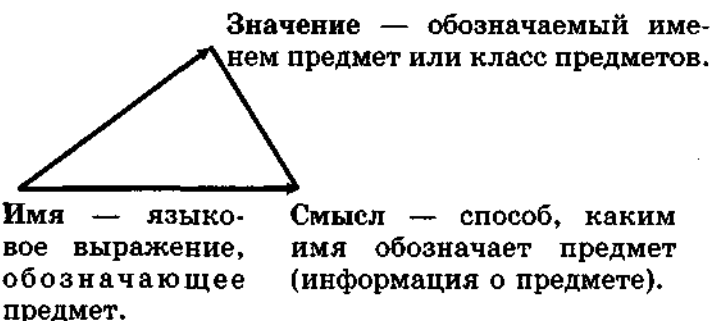 Значение — обозначаемый име-
нем предмет или класс предметов.
Имя — языко-
вое выражение,
обозначающее
предмет.
Смысл — способ, каким
имя обозначает предмет
(информация о предмете).